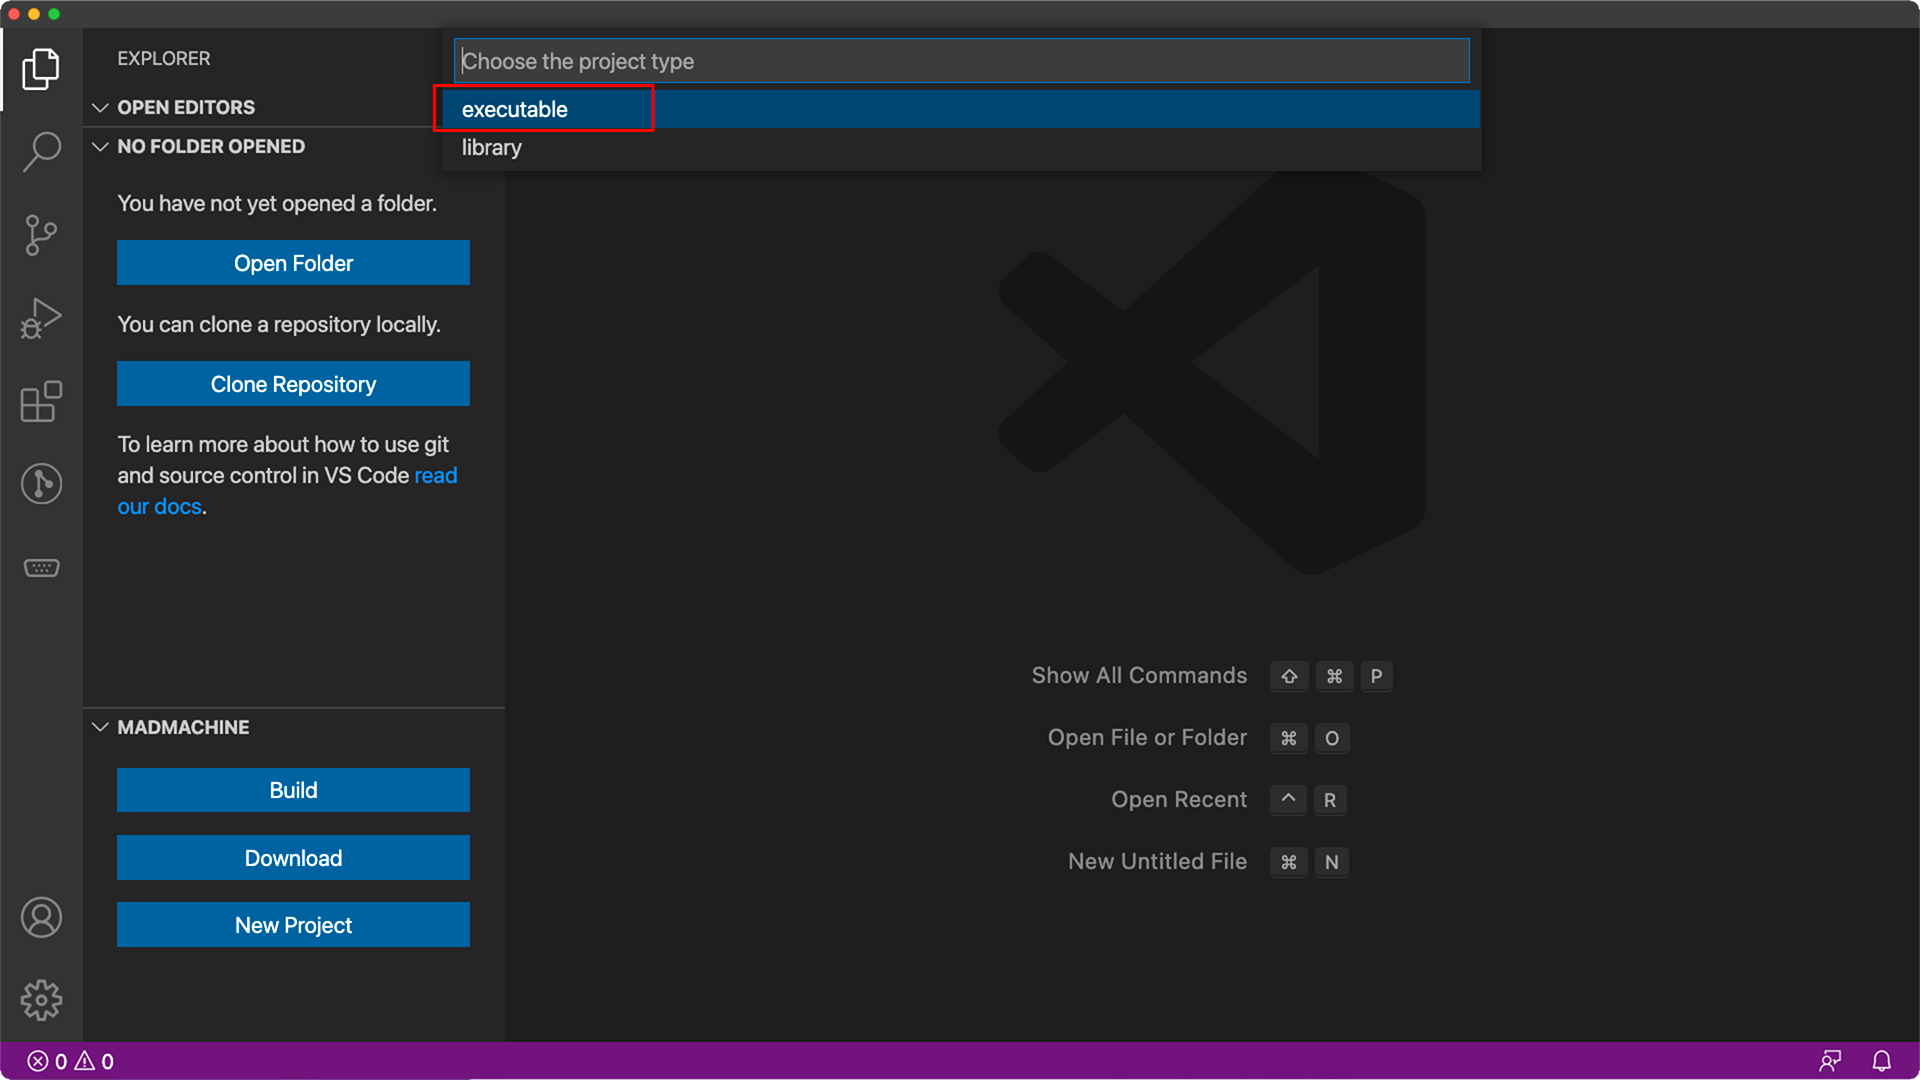 EXPLORER
OPEN EDITORS
NO FOLDER OPENED
You have not yet opened a folder.
Open Folder
You can clone a repository locally.
Clone Repository
To learn more about how to use git
and source control in VS Code read
our docs.
MADMACHINE
Build
Download
New Project
Choose the project type
executable
library
Show All Commands ⇧ ⌘ P
Open File or Folder ⌘ O
Open Recent ^ R
New Untitled File ⌘ N
0 0